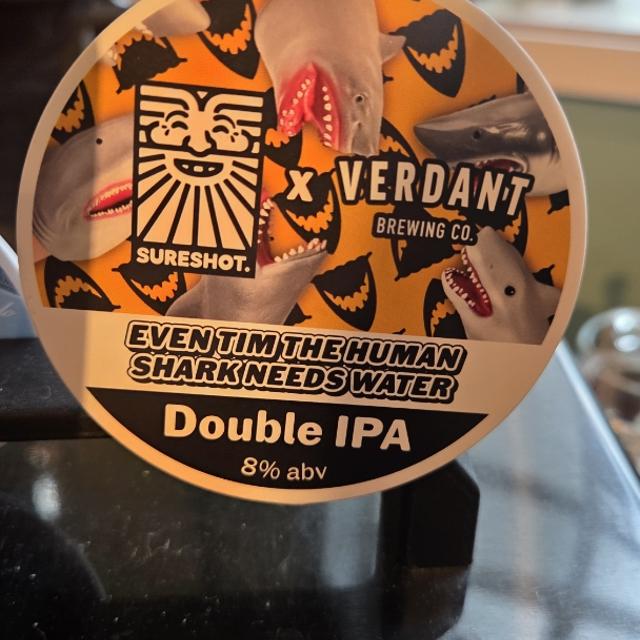 SURESHOT.
x
VERDANT
BREWING CO.
EVEN TIM THE HUMAN
SHARK NEEDS WATER
Double IPA
8% abv